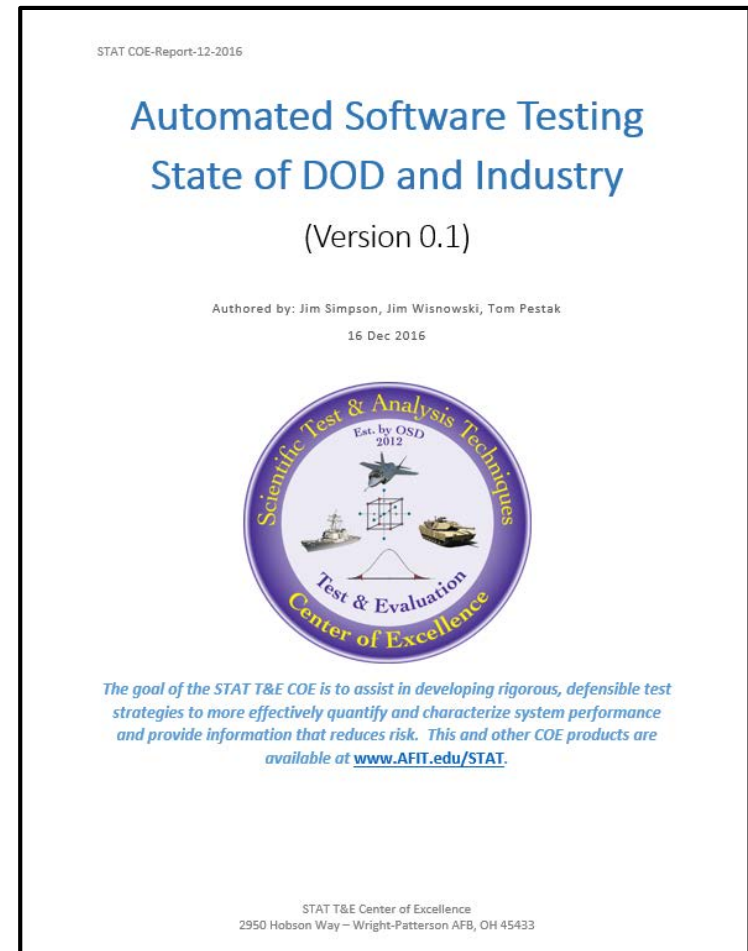 STAT COE-Report-12-2016
Automated Software Testing
State of DOD and Industry
(Version 0.1)
Authored by: Jim Simpson, Jim Wisnowski, Tom Pestak
16 Dec 2016
Scientific Test & Analysis Techniques
Est. by OSD
2012
Test & Evaluation
Center of Excellence
The goal of the STAT T&E COE is to assist in developing rigorous, defensible test
strategies to more effectively quantify and characterize system performance
and provide information that reduces risk. This and other COE products are
available at www.AFIT.edu/STAT.
STAT T&E Center of Excellence
2950 Hobson Way – Wright-Patterson AFB, OH 45433